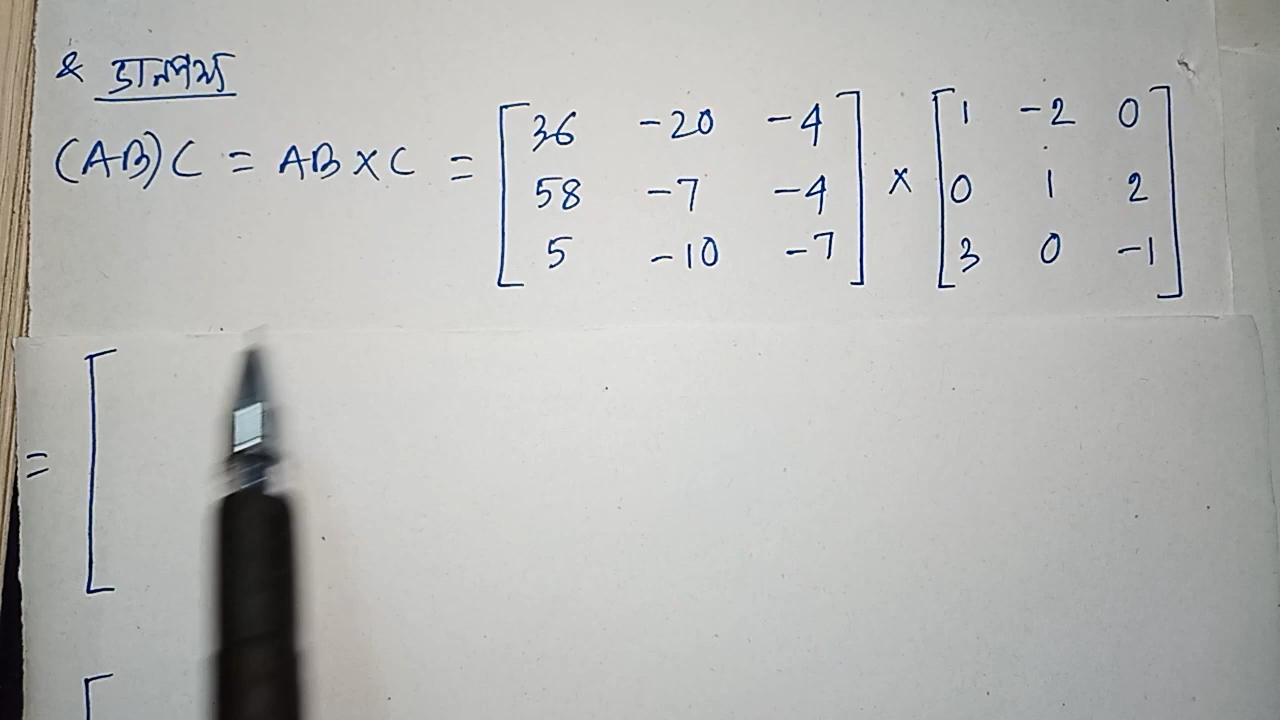 & ডানপক্ষ
(AB)C = AB × C = [ 36 -20 -4 ] × [ 1 -2 0 ]
[ 58 -7 -4 ] [ 0 1 2 ]
[ 5 -10 -7 ] [ 3 0 -1 ]
= [
[